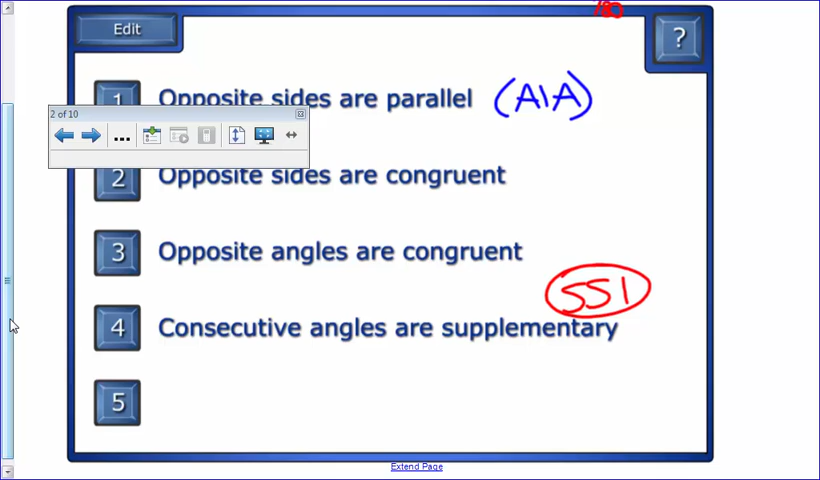 180
Edit
?
1 Opposite sides are parallel (AIA)
2 of 10
...
2 Opposite sides are congruent
3 Opposite angles are congruent
SSI
4 Consecutive angles are supplementary
5
Extend Page